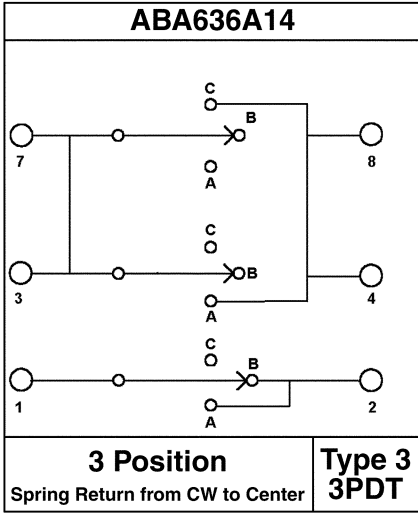 ABA636A14
C
B
7
8
A
C
3
B
4
A
C
B
1
2
A
3 Position
Spring Return from CW to Center
Type 3
3PDT